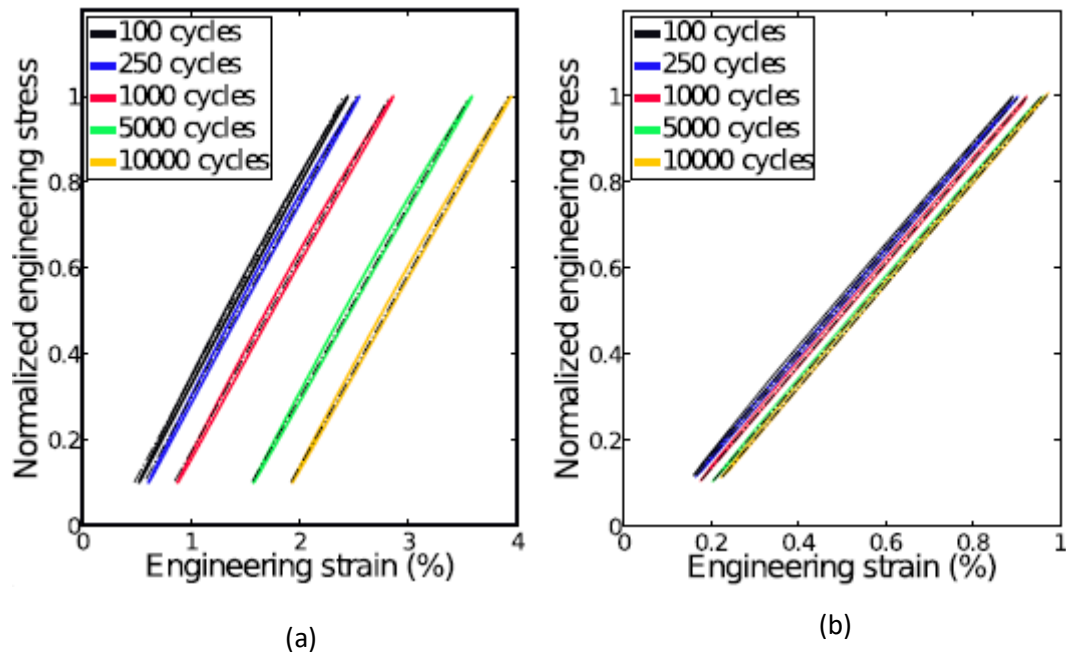 100 cycles
250 cycles
1000 cycles
5000 cycles
10000 cycles
Normalized engineering stress
1
0.8
0.6
0.4
0.2
0
0 1 2 3 4
Engineering strain (%)
(a)
100 cycles
250 cycles
1000 cycles
5000 cycles
10000 cycles
Normalized engineering stress
1
0.8
0.6
0.4
0.2
0
0 0.2 0.4 0.6 0.8 1
Engineering strain (%)
(b)